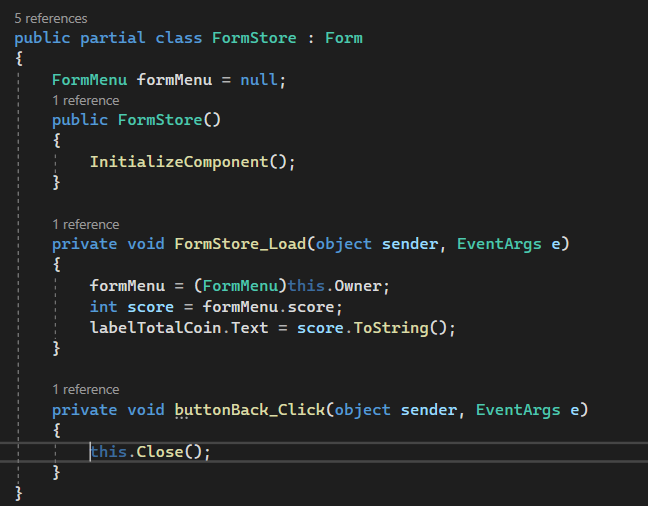 5 references
public partial class FormStore : Form
{
FormMenu formMenu = null;
1 reference
public FormStore()
{
InitializeComponent();
}
1 reference
private void FormStore_Load(object sender, EventArgs e)
{
formMenu = (FormMenu)this.Owner;
int score = formMenu.score;
labelTotalCoin.Text = score.ToString();
}
1 reference
private void buttonBack_Click(object sender, EventArgs e)
{
this.Close();
}
}